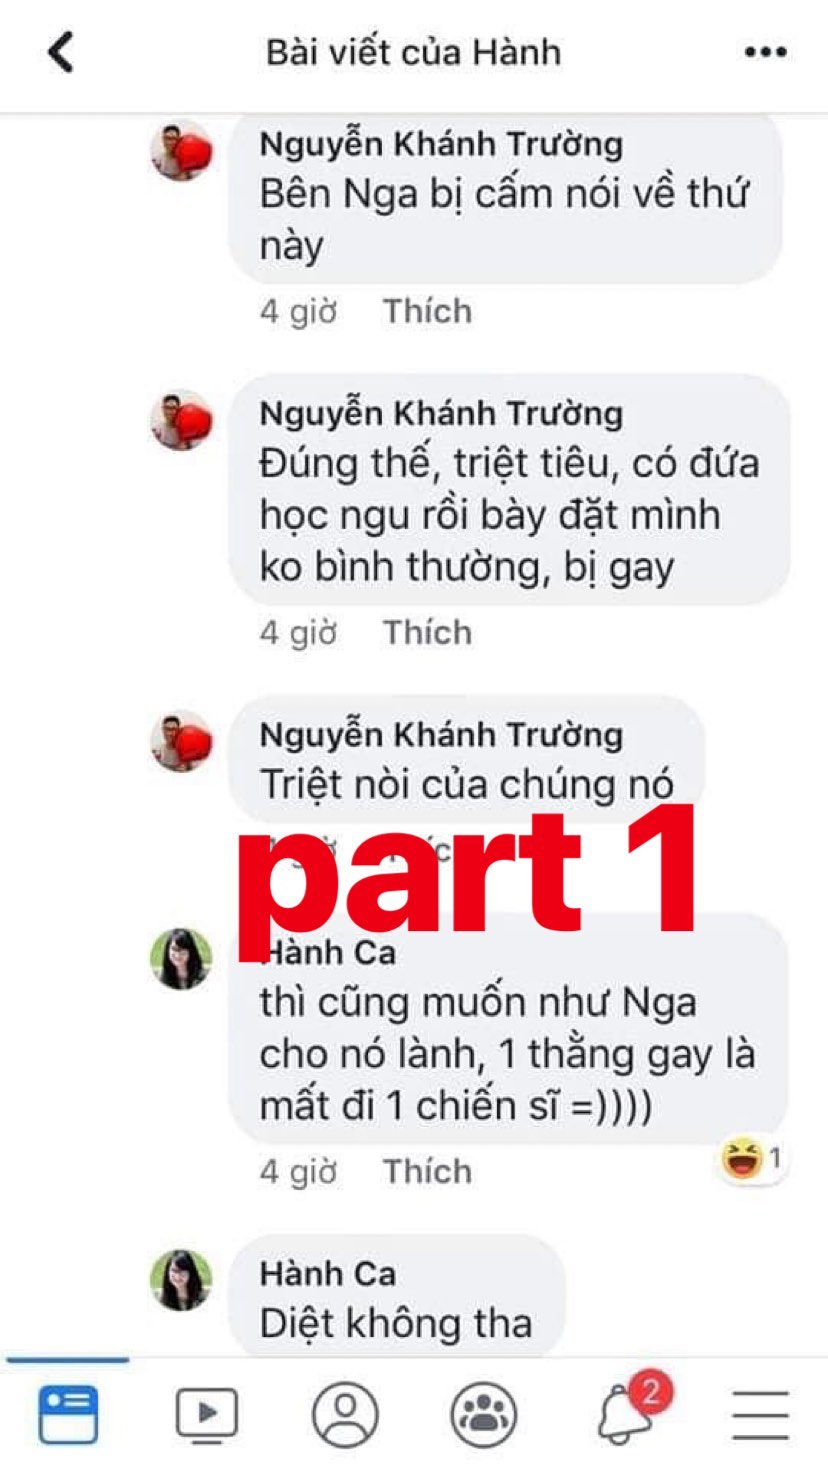 Bài viết của Hành
Nguyễn Khánh Trường
Bên Nga bị cấm nói về thứ
này
4 giờ Thích
Nguyễn Khánh Trường
Đúng thế, triệt tiêu, có đứa
học ngu rồi bày đặt mình
ko bình thường, bị gay
4 giờ Thích
Nguyễn Khánh Trường
Triệt nòi của chúng nó
part 1
Hành Ca
thì cũng muốn như Nga
cho nó lành, 1 thằng gay là
mất đi 1 chiến sĩ =))))
4 giờ Thích
1
Hành Ca
Diệt không tha
2